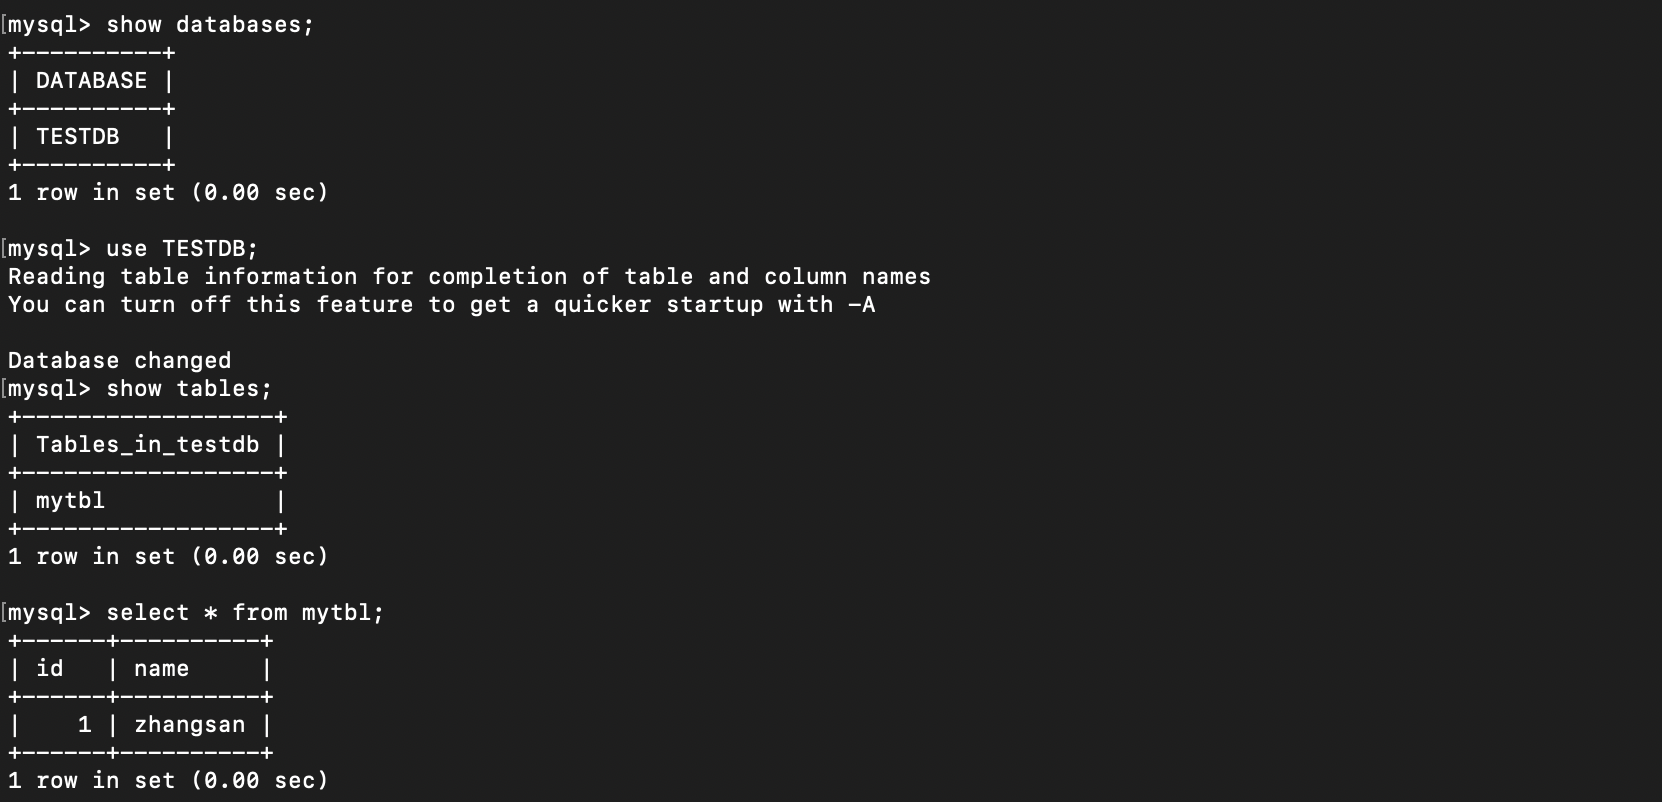 [mysql> show databases;
+----------+
| DATABASE |
+----------+
| TESTDB   |
+----------+
1 row in set (0.00 sec)

[mysql> use TESTDB;
Reading table information for completion of table and column names
You can turn off this feature to get a quicker startup with -A

Database changed
[mysql> show tables;
+------------------+
| Tables_in_testdb |
+------------------+
| mytbl            |
+------------------+
1 row in set (0.00 sec)

[mysql> select * from mytbl;
+------+----------+
| id   | name     |
+------+----------+
|    1 | zhangsan |
+------+----------+
1 row in set (0.00 sec)